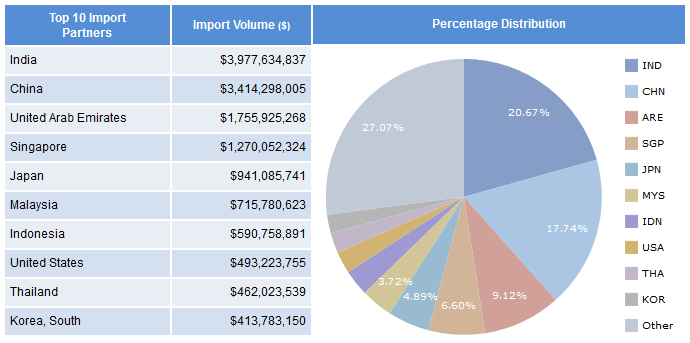 Top 10 Import
Partners
Import Volume ($)
Percentage Distribution
India $3,977,634,837
China $3,414,298,005
United Arab Emirates $1,755,925,268
Singapore $1,270,052,324
Japan $941,085,741
Malaysia $715,780,623
Indonesia $590,758,891
United States $493,223,755
Thailand $462,023,539
Korea, South $413,783,150
20.67%
17.74%
9.12%
6.60%
4.89%
3.72%
27.07%
IND
CHN
ARE
SGP
JPN
MYS
IDN
USA
THA
KOR
Other